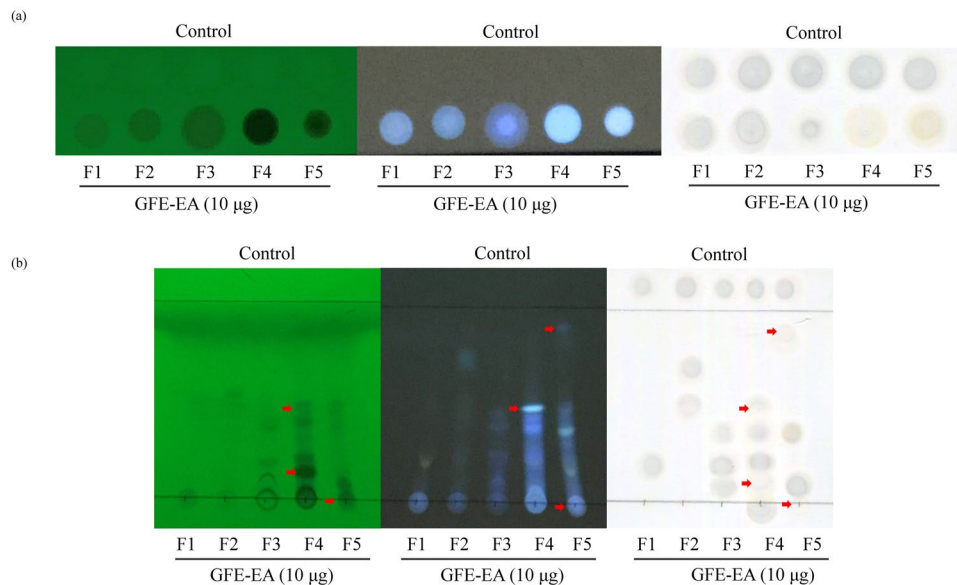 (a)
Control Control
F1 F2 F3 F4 F5 F1 F2 F3 F4 F5 F1 F2 F3 F4 F5
GFE-EA (10 μg) GFE-EA (10 μg) GFE-EA (10 μg)
(b)
Control Control Control
F1 F2 F3 F4 F5 F1 F2 F3 F4 F5 F1 F2 F3 F4 F5
GFE-EA (10 μg) GFE-EA (10 μg) GFE-EA (10 μg)